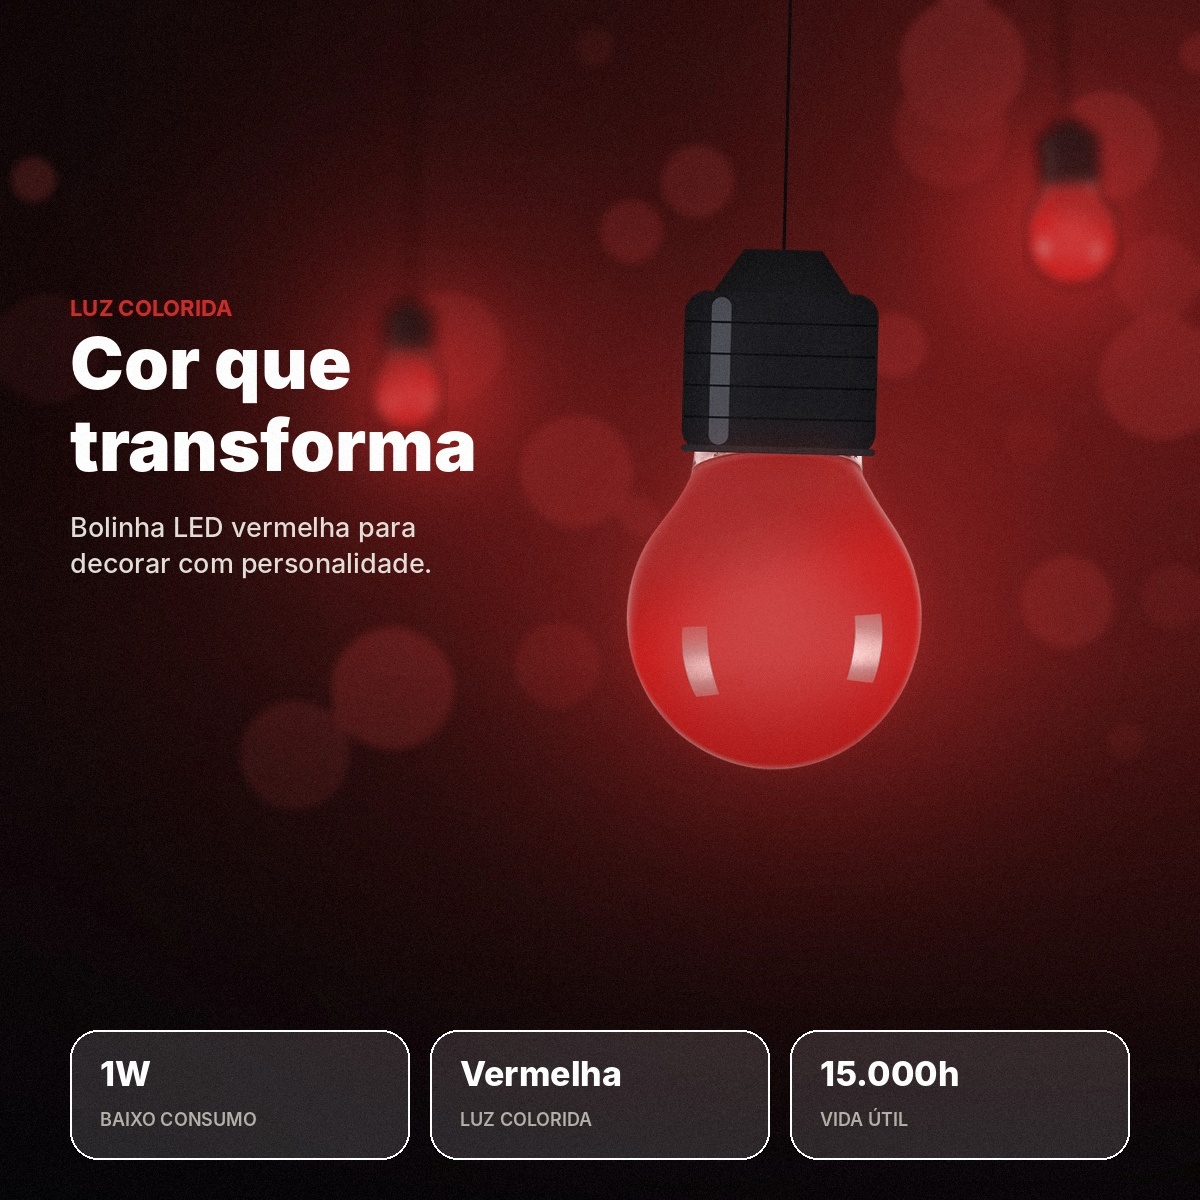 LUZ COLORIDA
Cor que
transforma
Bolinha LED vermelha para
decorar com personalidade.
1W
BAIXO CONSUMO
Vermelha
LUZ COLORIDA
15.000h
VIDA ÚTIL